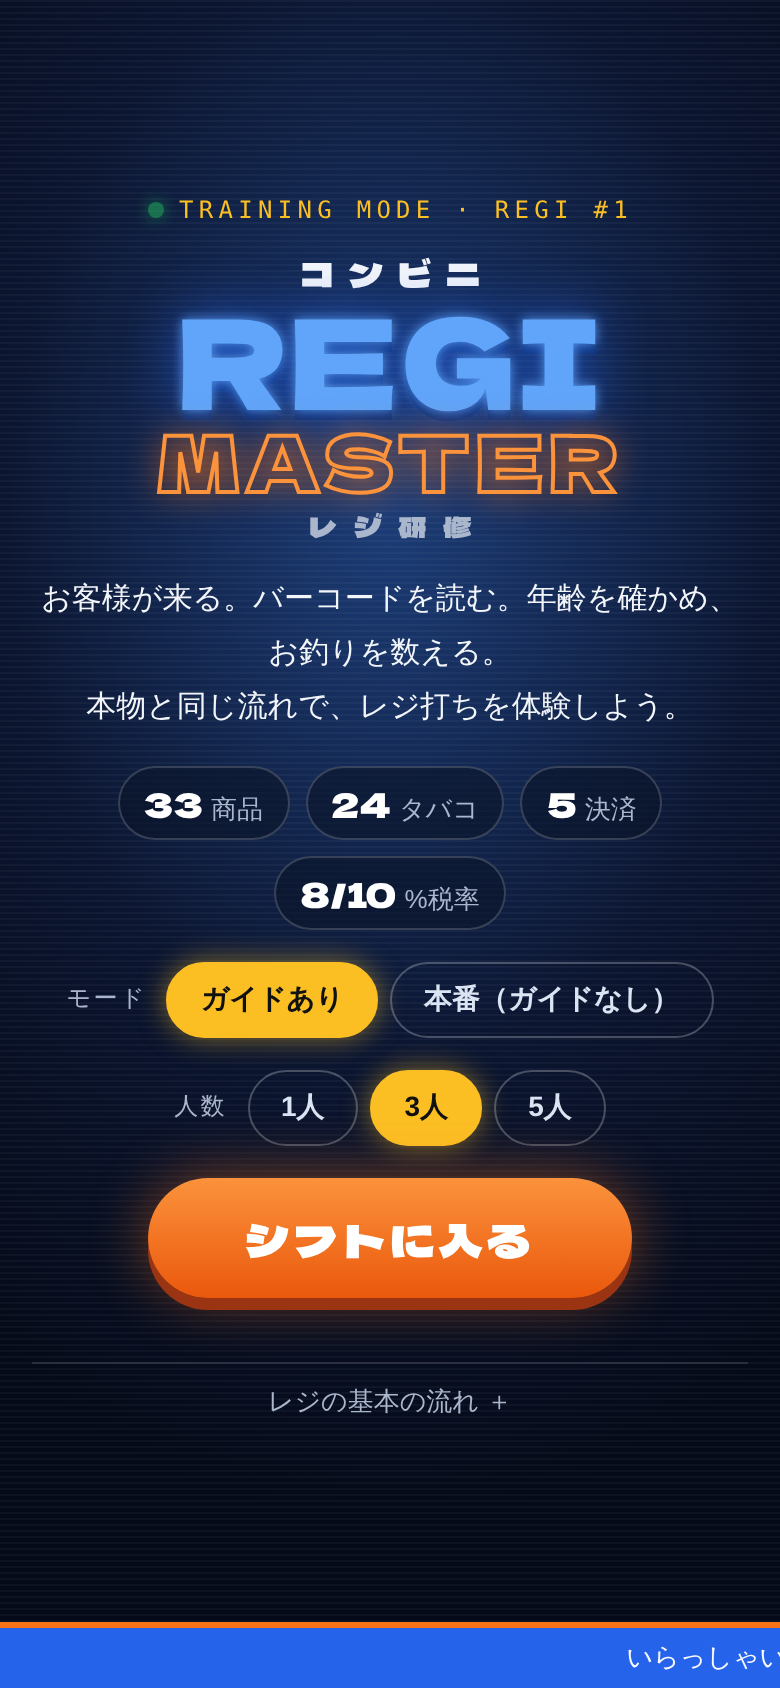 TRAINING MODE · REGI #1
コンビニ
REGI
MASTER
レジ研修
お客様が来る。バーコードを読む。年齢を確かめ、
お釣りを数える。
本物と同じ流れで、レジ打ちを体験しよう。
33 商品 24 タバコ 5 決済
8/10 %税率
モード ガイドあり 本番（ガイドなし）
人数 1人 3人 5人
シフトに入る
レジの基本の流れ ＋
いらっしゃい